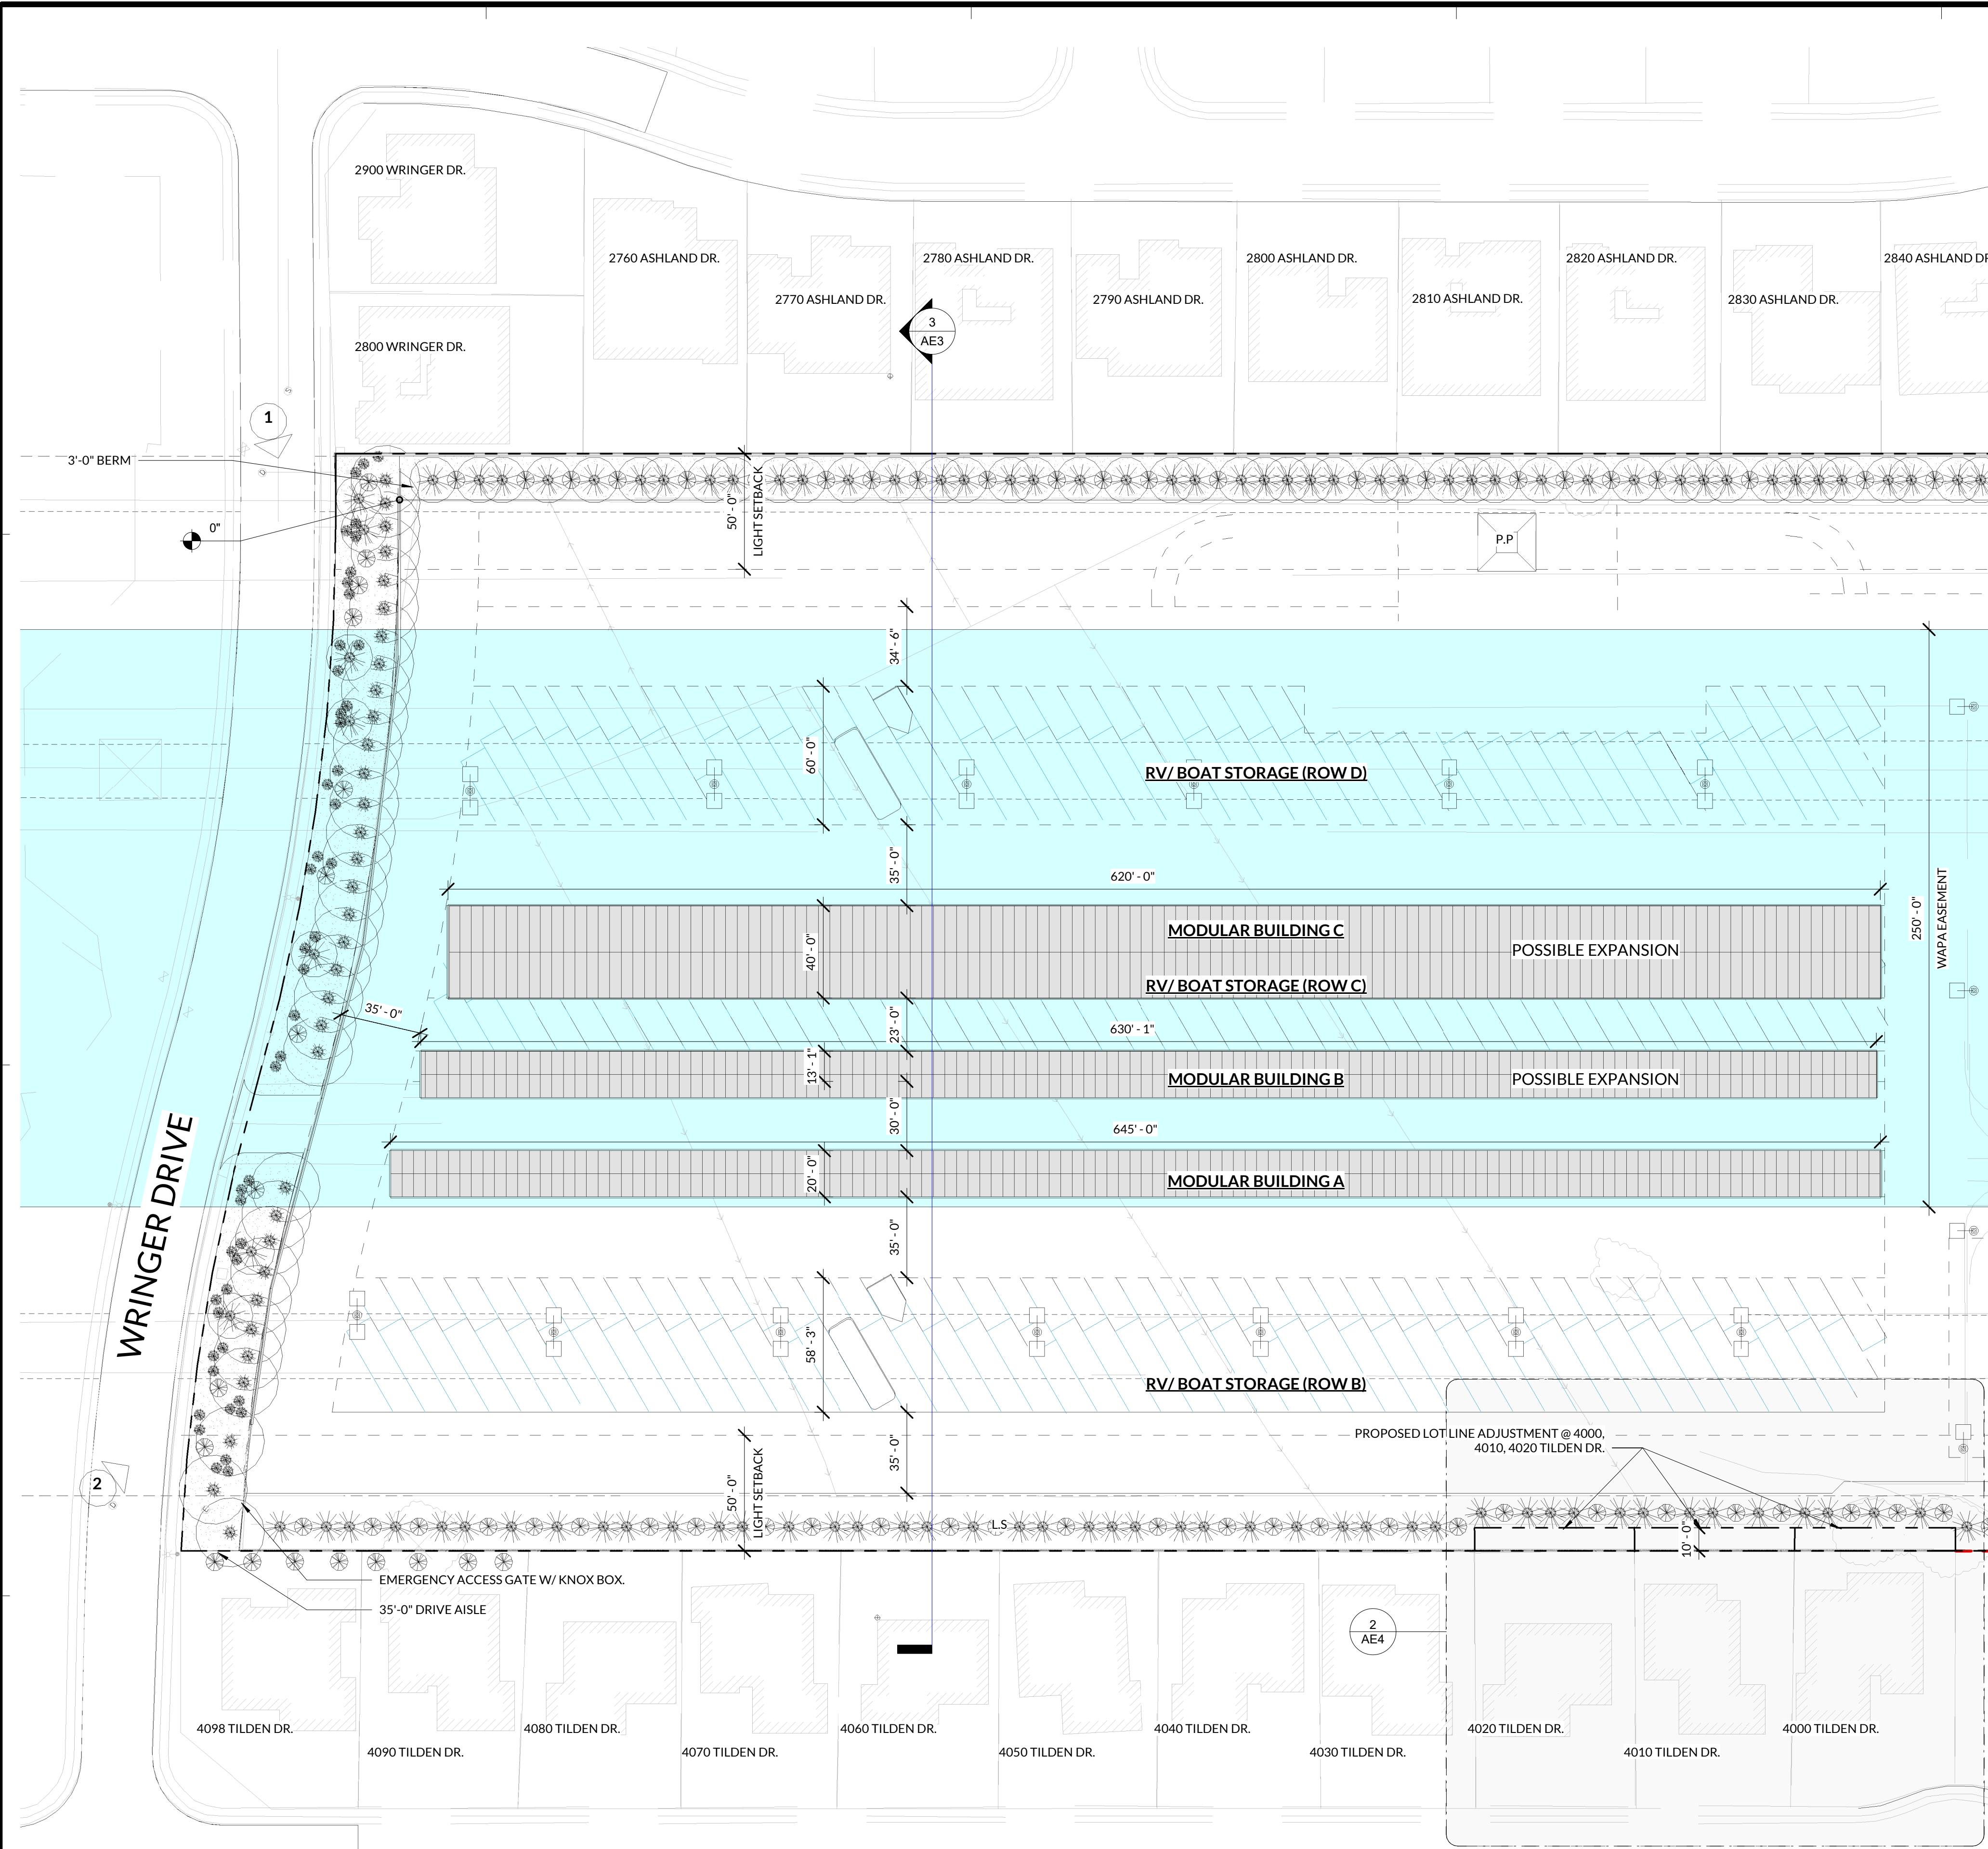 2900 WRINGER DR.
2760 ASHLAND DR.
2780 ASHLAND DR.
2800 ASHLAND DR.
2820 ASHLAND DR.
2840 ASHLAND DR
2770 ASHLAND DR.
2790 ASHLAND DR.
2810 ASHLAND DR.
2830 ASHLAND DR.
3
AE3
2800 WRINGER DR.
1
3'-0" BERM
0"
50' - 0"
LIGHT SETBACK
P.P
34' - 6"
60' - 0"
RV/ BOAT STORAGE (ROW D)
35' - 0"
620' - 0"
250' - 0"
WAPA EASEMENT
40' - 0"
MODULAR BUILDING C
POSSIBLE EXPANSION
RV/ BOAT STORAGE (ROW C)
35' - 0"
23' - 0"
630' - 1"
13' - 1"
MODULAR BUILDING B
POSSIBLE EXPANSION
30' - 0"
645' - 0"
20' - 0"
MODULAR BUILDING A
WRINGER DRIVE
35' - 0"
58' - 3"
RV/ BOAT STORAGE (ROW B)
35' - 0"
PROPOSED LOT LINE ADJUSTMENT @ 4000,
4010, 4020 TILDEN DR.
2
50' - 0"
LIGHT SETBACK
L.S
10' - 0"
EMERGENCY ACCESS GATE W/ KNOX BOX.
35'-0" DRIVE AISLE
2
AE4
4098 TILDEN DR.
4080 TILDEN DR.
4060 TILDEN DR.
4040 TILDEN DR.
4020 TILDEN DR.
4000 TILDEN DR.
4090 TILDEN DR.
4070 TILDEN DR.
4050 TILDEN DR.
4030 TILDEN DR.
4010 TILDEN DR.